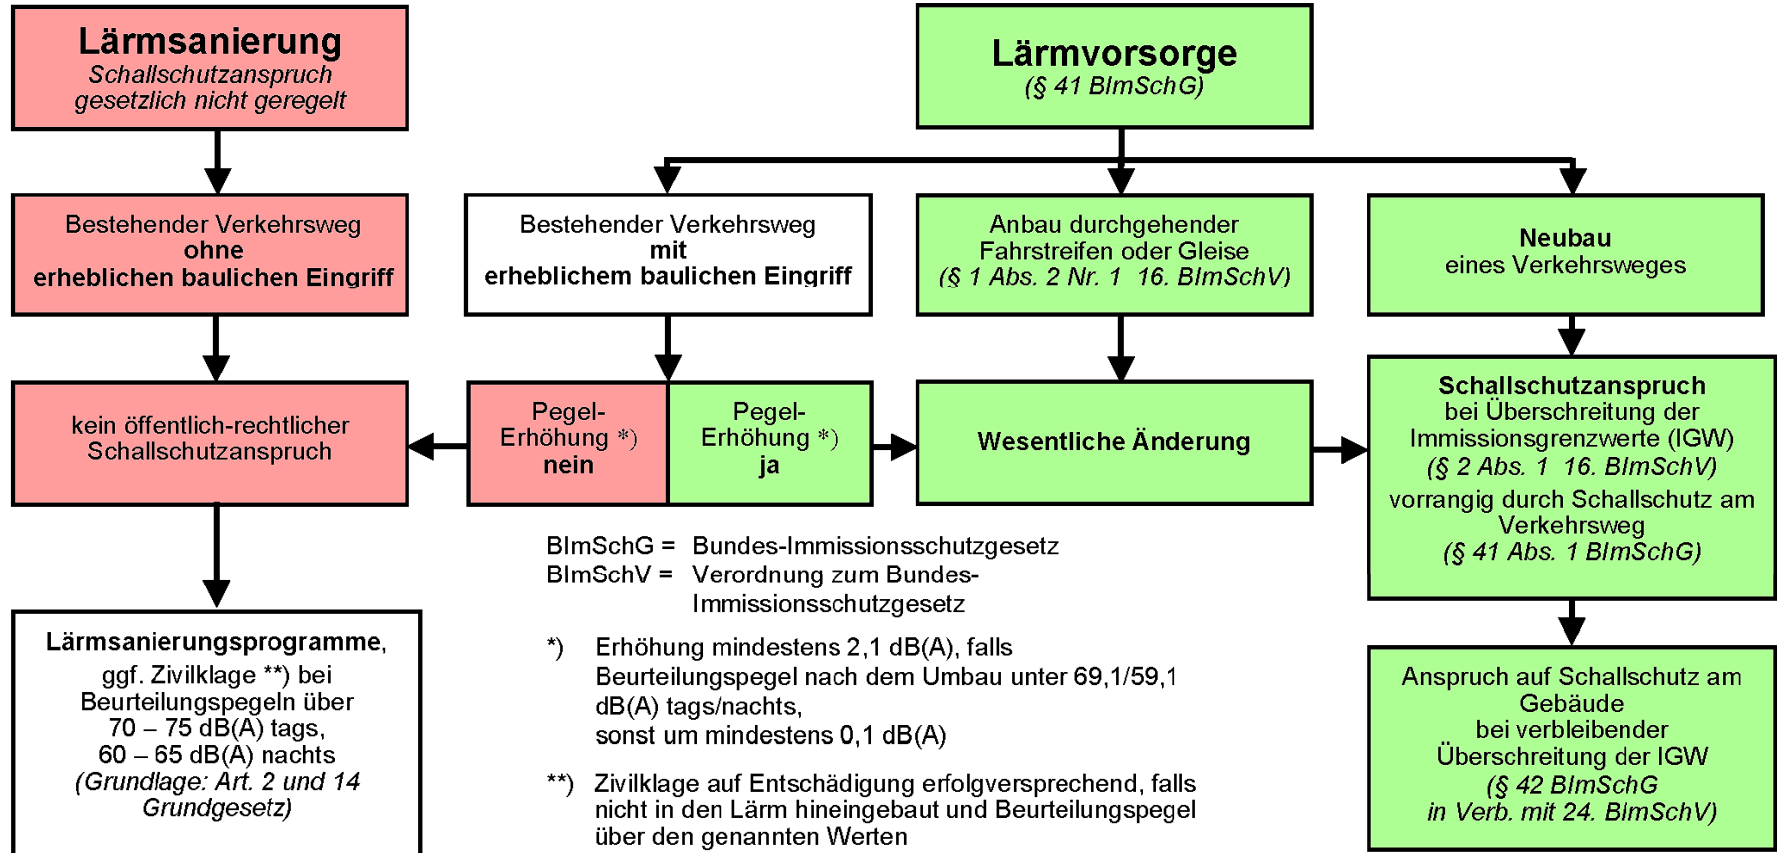 Lärmsanierung
Schallschutzanspruch
gesetzlich nicht geregelt
Lärmvorsorge
(§ 41 BImSchG)
Bestehender Verkehrsweg
ohne
erheblichen baulichen Eingriff
Bestehender Verkehrsweg
mit
erheblichem baulichen Eingriff
Anbau durchgehender
Fahrstreifen oder Gleise
(§ 1 Abs. 2 Nr. 1 16. BImSchV)
Neubau
eines Verkehrsweges
kein öffentlich-rechtlicher
Schallschutzanspruch
Pegel-
Erhöhung *)
nein
Pegel-
Erhöhung *)
ja
Wesentliche Änderung
Schallschutzanspruch
bei Überschreitung der
Immissionsgrenzwerte (IGW)
(§ 2 Abs. 1 16. BImSchV)
vorrangig durch Schallschutz am
Verkehrsweg
(§ 41 Abs. 1 BImSchG)
Lärmsanierungsprogramme,
ggf. Zivilklage **) bei
Beurteilungspegeln über
70 – 75 dB(A) tags,
60 – 65 dB(A) nachts
(Grundlage: Art. 2 und 14
Grundgesetz)
BImSchG = Bundes-Immissionsschutzgesetz
BImSchV = Verordnung zum Bundes-
Immissionsschutzgesetz
*) Erhöhung mindestens 2,1 dB(A), falls
Beurteilungspegel nach dem Umbau unter 69,1/59,1
dB(A) tags/nachts,
sonst um mindestens 0,1 dB(A)
**) Zivilklage auf Entschädigung erfolgversprechend, falls
nicht in den Lärm hineingebaut und Beurteilungspegel
über den genannten Werten
Anspruch auf Schallschutz am
Gebäude
bei verbleibender
Überschreitung der IGW
(§ 42 BImSchG
in Verb. mit 24. BImSchV)